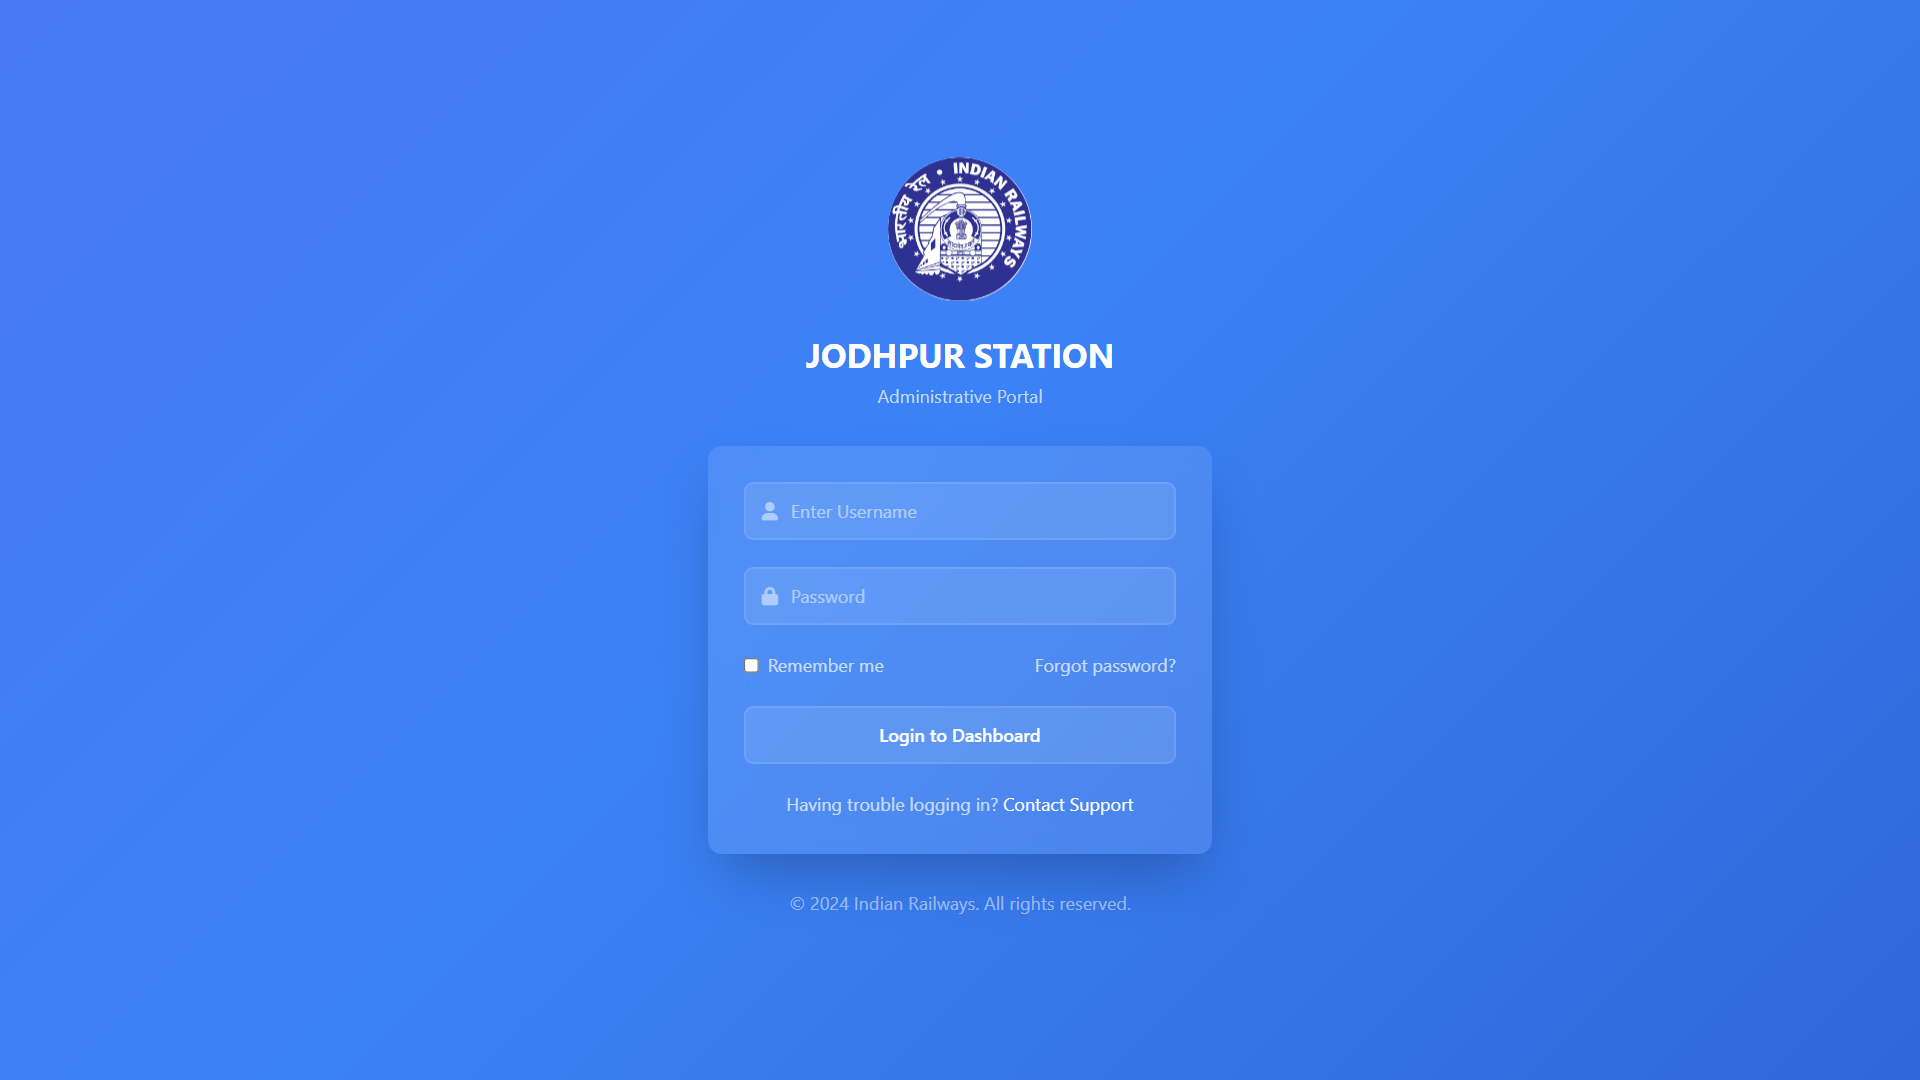 भारतीय रेल • INDIAN RAILWAYS
JODHPUR STATION
Administrative Portal
Enter Username
Password
Remember me
Forgot password?
Login to Dashboard
Having trouble logging in? Contact Support
© 2024 Indian Railways. All rights reserved.